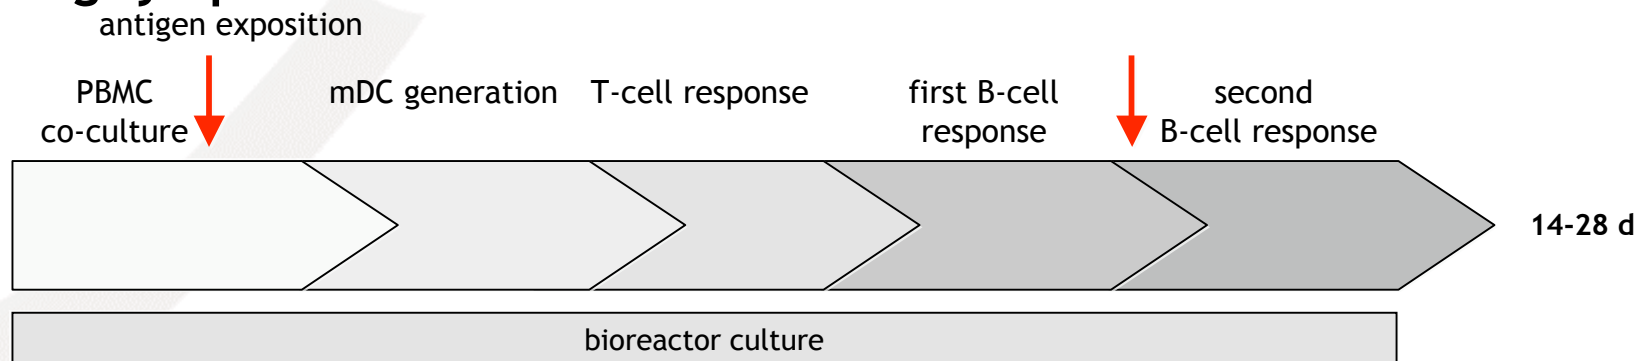 antigen exposition
PBMC
co-culture
mDC generation
T-cell response
first B-cell
response
second
B-cell response
14-28 d
bioreactor culture